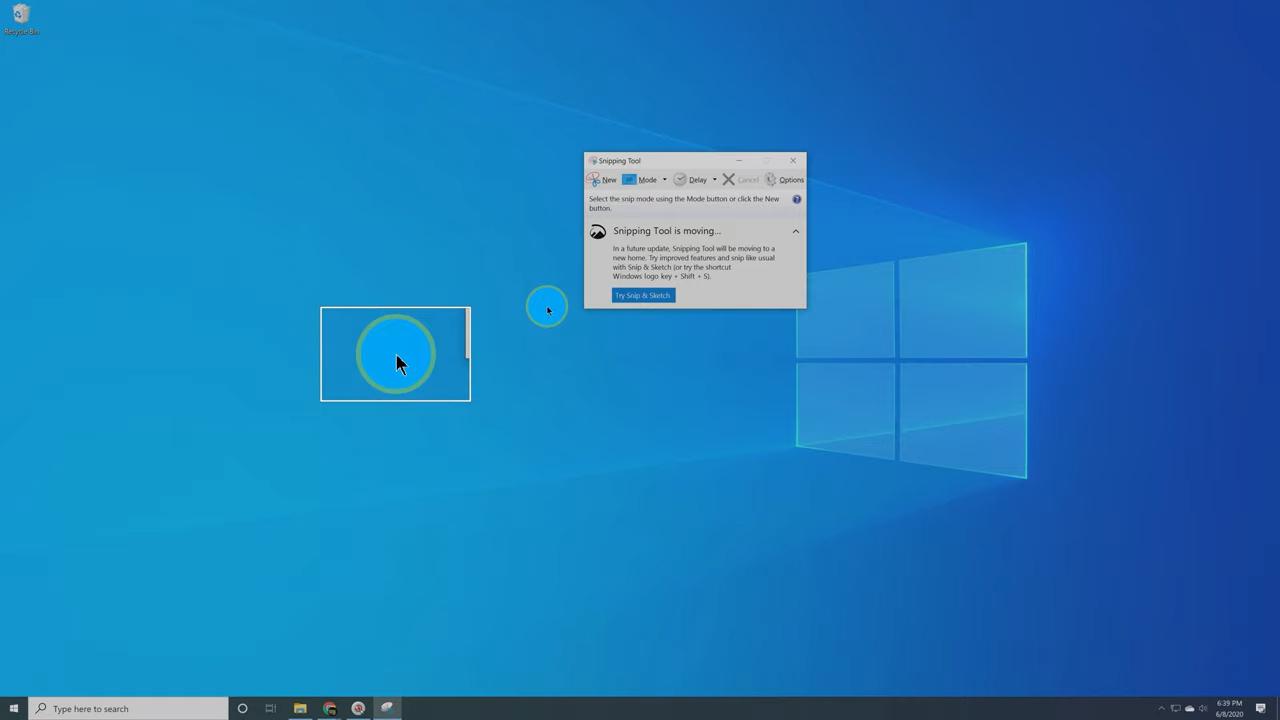 Recycle Bin
Snipping Tool
New Mode Delay Cancel Options
Select the snip mode using the Mode button or click the New
button.
Snipping Tool is moving...
In a future update, Snipping Tool will be moving to a
new home. Try improved features and snip like usual
with Snip & Sketch (or try the shortcut
Windows logo key + Shift + S).
Try Snip & Sketch
Type here to search
6:39 PM
6/8/2020